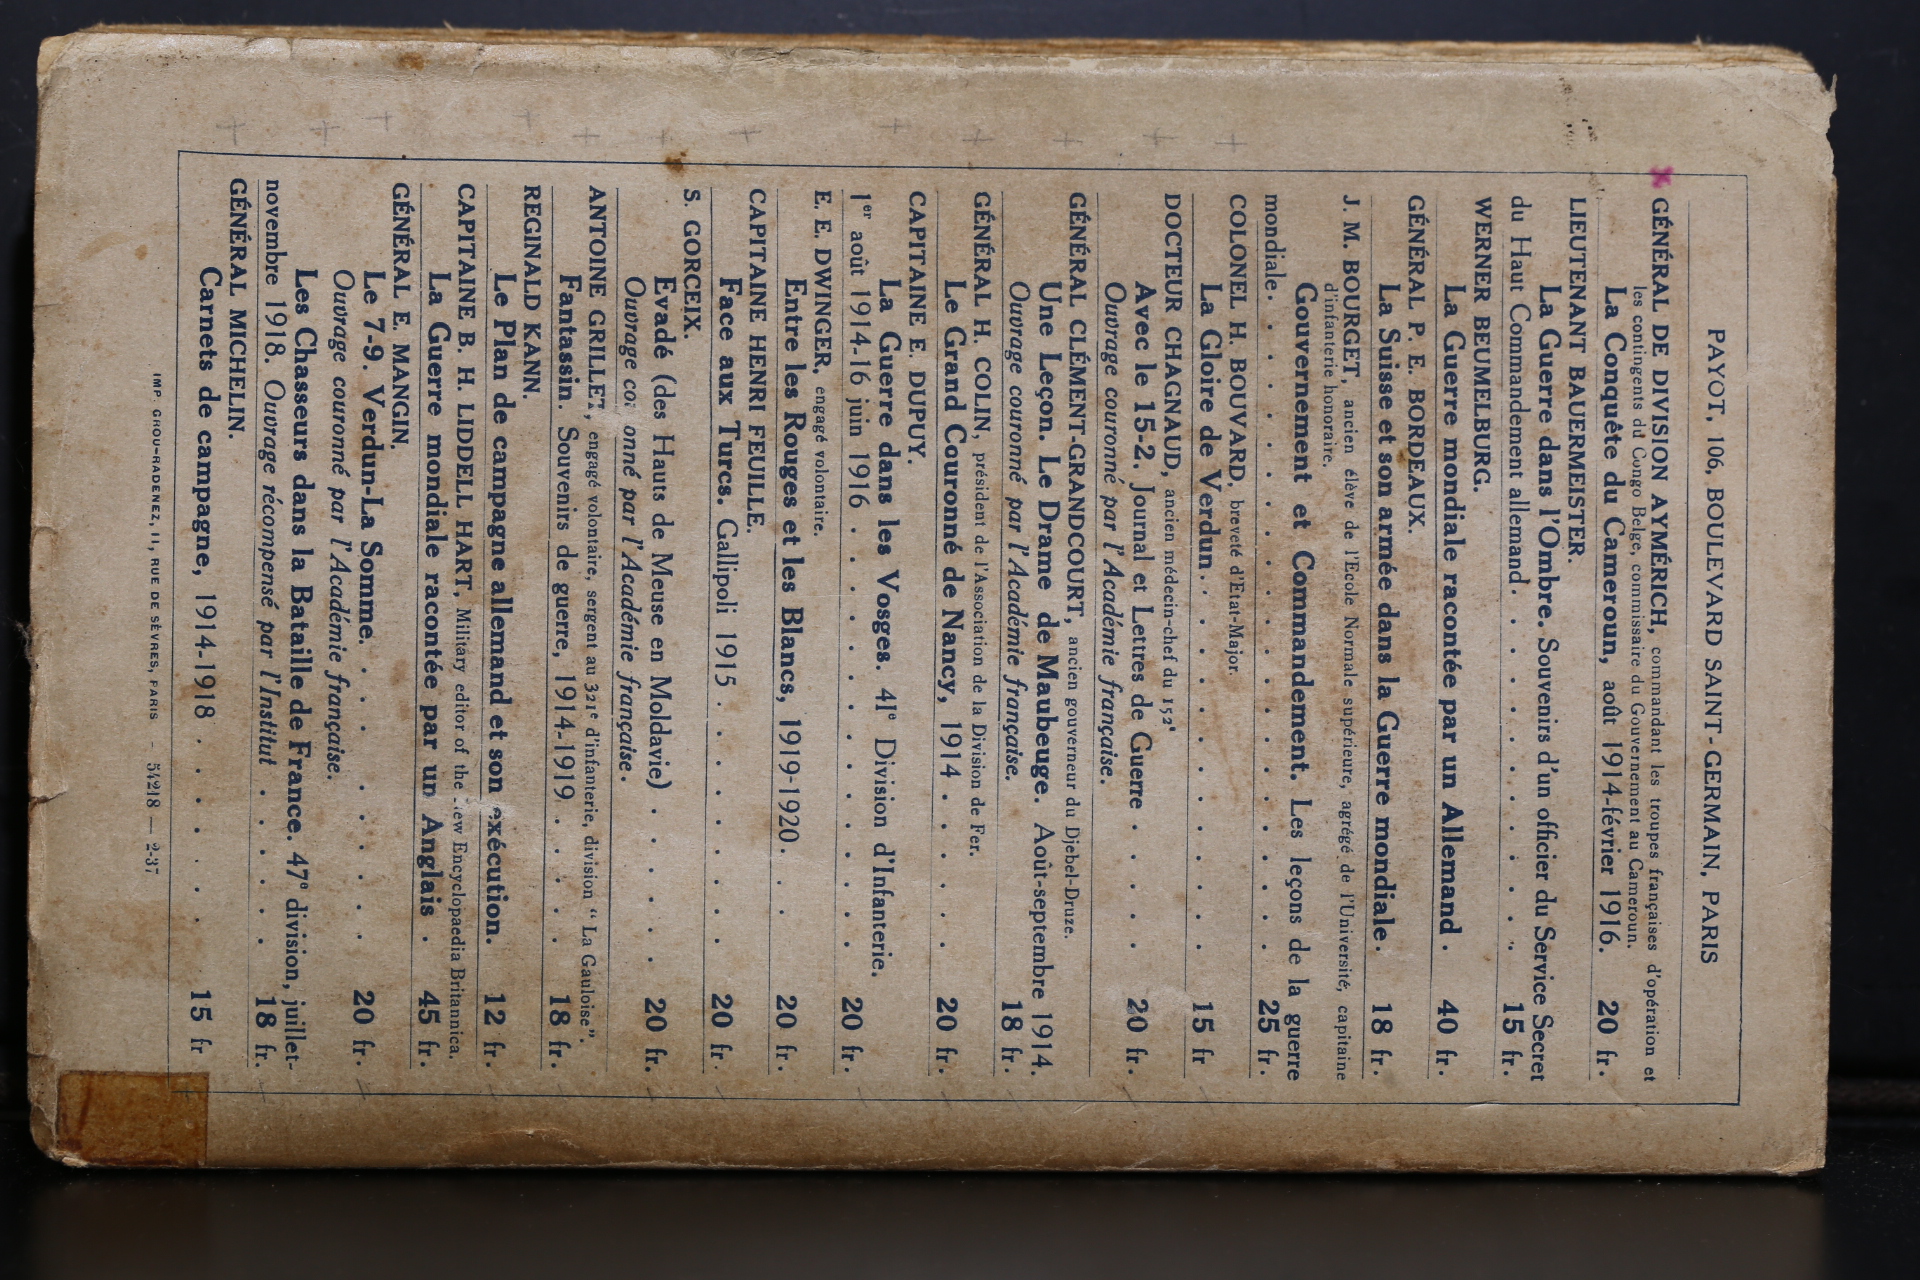 PAYOT, 106, BOULEVARD SAINT-GERMAIN, PARIS
GÉNÉRAL DE DIVISION AYMÉRICH, commandant les troupes françaises d'opération et
les contingents du Congo Belge, commissaire du Gouvernement au Cameroun.
La Conquête du Cameroun, août 1914-février 1916. 20 fr.
LIEUTENANT BAUERMEISTER.
La Guerre dans l'Ombre. Souvenirs d'un officier du Service Secret
du Haut Commandement allemand. . . . . . . . . 15 fr.
WERNER BEUMELBURG.
La Guerre mondiale racontée par un Allemand . 40 fr.
GÉNÉRAL P. E. BORDEAUX.
La Suisse et son armée dans la Guerre mondiale . 18 fr.
J. M. BOURGET, ancien élève de l'Ecole Normale supérieure, agrégé de l'Université, capitaine
d'infanterie honoraire.
Gouvernement et Commandement. Les leçons de la guerre
mondiale. . . . . . . . . . . . . . . . 25 fr.
COLONEL H. BOUVARD, breveté d'Etat-Major.
La Gloire de Verdun . . . . . . . . . . . 15 fr
DOCTEUR CHAGNAUD, ancien médecin-chef du 152e
Avec le 15-2. Journal et Lettres de Guerre . . . . 20 fr.
Ouvrage couronné par l'Académie française.
GÉNÉRAL CLÉMENT-GRANDCOURT, ancien gouverneur du Djebel-Druze.
Une Leçon. Le Drame de Maubeuge. Août-septembre 1914.
Ouvrage couronné par l'Académie française. 18 fr.
GÉNÉRAL H. COLIN, président de l'Association de la Division de Fer.
Le Grand Couronné de Nancy, 1914 . . . . . 20 fr.
CAPITAINE E. DUPUY.
La Guerre dans les Vosges. 41e Division d'Infanterie.
1er août 1914-16 juin 1916 . . . . . . . . . 20 fr.
E. E. DWINGER, engagé volontaire.
Entre les Rouges et les Blancs, 1919-1920 . . . 20 fr.
CAPITAINE HENRI FEUILLE.
Face aux Turcs. Gallipoli 1915 . . . . . . . 20 fr.
S. GORCEIX.
Evadé (des Hauts de Meuse en Moldavie) . . . . . 20 fr.
Ouvrage couronné par l'Académie française.
ANTOINE GRILLET, engagé volontaire, sergent au 321e d'infanterie, division "La Gauloise".
Fantassin. Souvenirs de guerre, 1914-1919 . . . . . 18 fr.
REGINALD KANN.
Le Plan de campagne allemand et son exécution. 12 fr.
CAPITAINE B. H. LIDDELL HART, Military editor of the New Encyclopaedia Britannica.
La Guerre mondiale racontée par un Anglais . 45 fr.
GÉNÉRAL E. MANGIN.
Le 7-9. Verdun-La Somme. . . . . . . . . . 20 fr.
Ouvrage couronné par l'Académie française.
Les Chasseurs dans la Bataille de France. 47e division, juillet-
novembre 1918. Ouvrage récompensé par l'Institut . . . . . . 18 fr.
GÉNÉRAL MICHELIN.
Carnets de campagne, 1914-1918 . . . . . . . 15 fr
IMP. CROU-RADENEZ, 11, RUE DE SÈVRES, PARIS — 54218 — 2-37